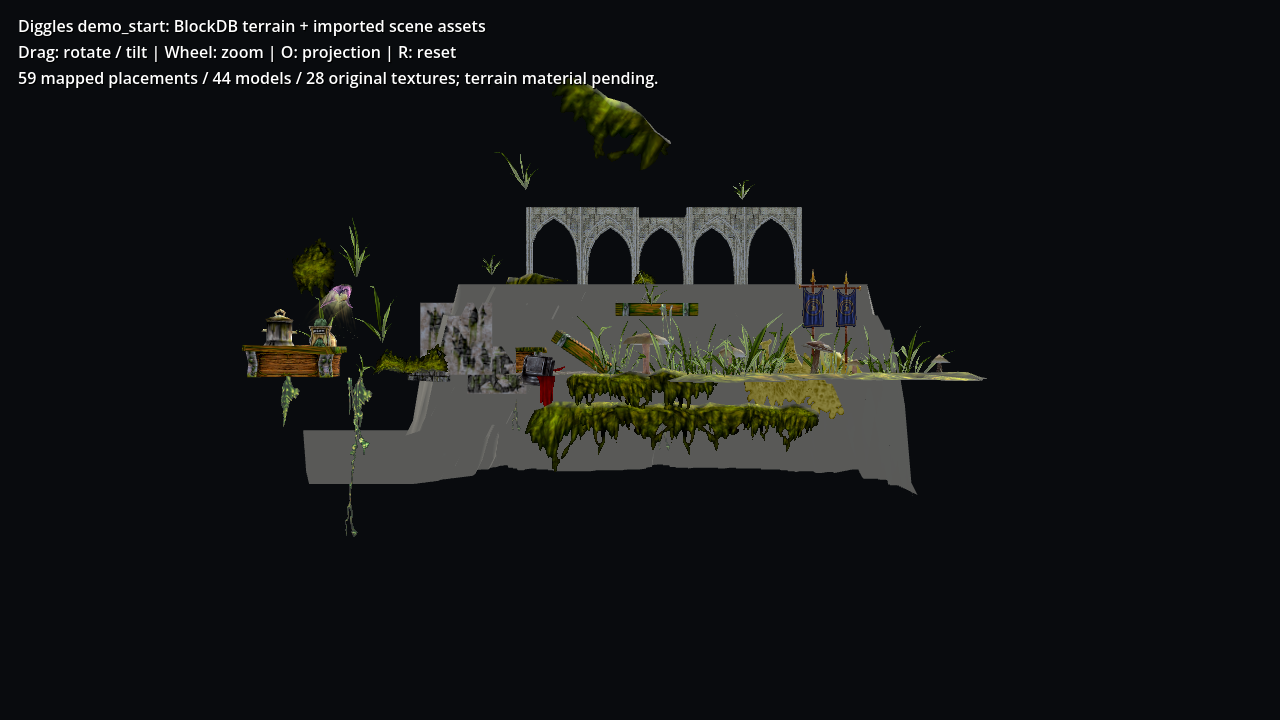 Diggles demo_start: BlockDB terrain + imported scene assets
Drag: rotate / tilt | Wheel: zoom | O: projection | R: reset
59 mapped placements / 44 models / 28 original textures; terrain material pending.